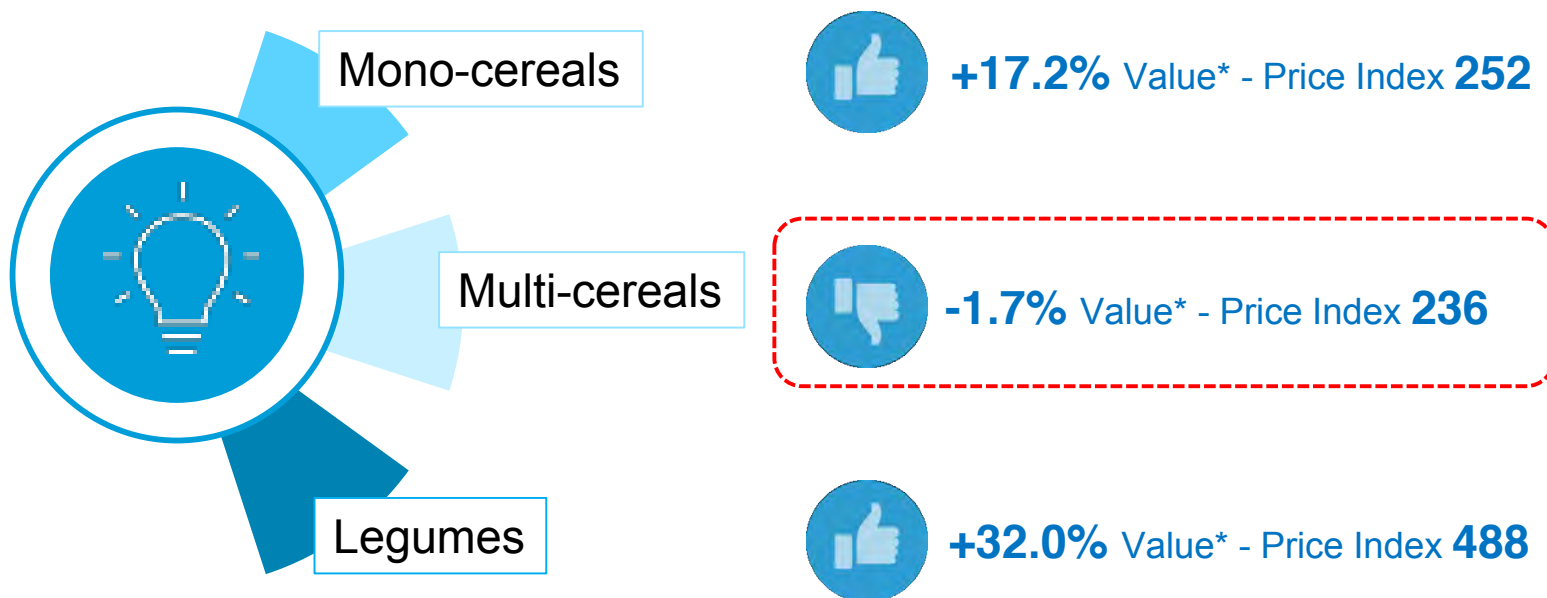 Mono-cereals
+17.2% Value* - Price Index 252
Multi-cereals
-1.7% Value* - Price Index 236
Legumes
+32.0% Value* - Price Index 488